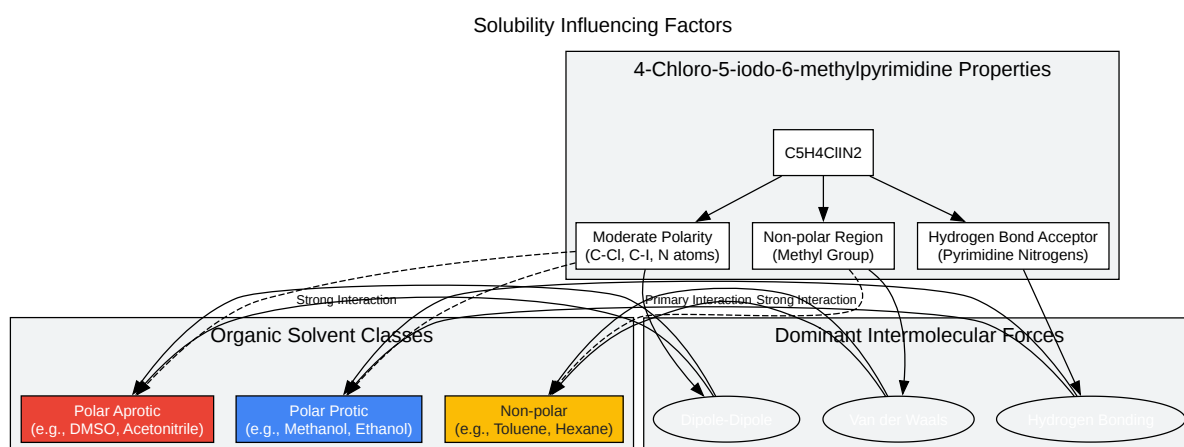 Solubility Influencing Factors
4-Chloro-5-iodo-6-methylpyrimidine Properties
C5H4ClIN2
Moderate Polarity
(C-Cl, C-I, N atoms)
Non-polar Region
(Methyl Group)
Hydrogen Bond Acceptor
(Pyrimidine Nitrogens)
Strong Interaction
Primary Interaction
Strong Interaction
Organic Solvent Classes
Dominant Intermolecular Forces
Polar Aprotic
(e.g., DMSO, Acetonitrile)
Polar Protic
(e.g., Methanol, Ethanol)
Non-polar
(e.g., Toluene, Hexane)
Dipole-Dipole
van der Waals
Hydrogen Bonding